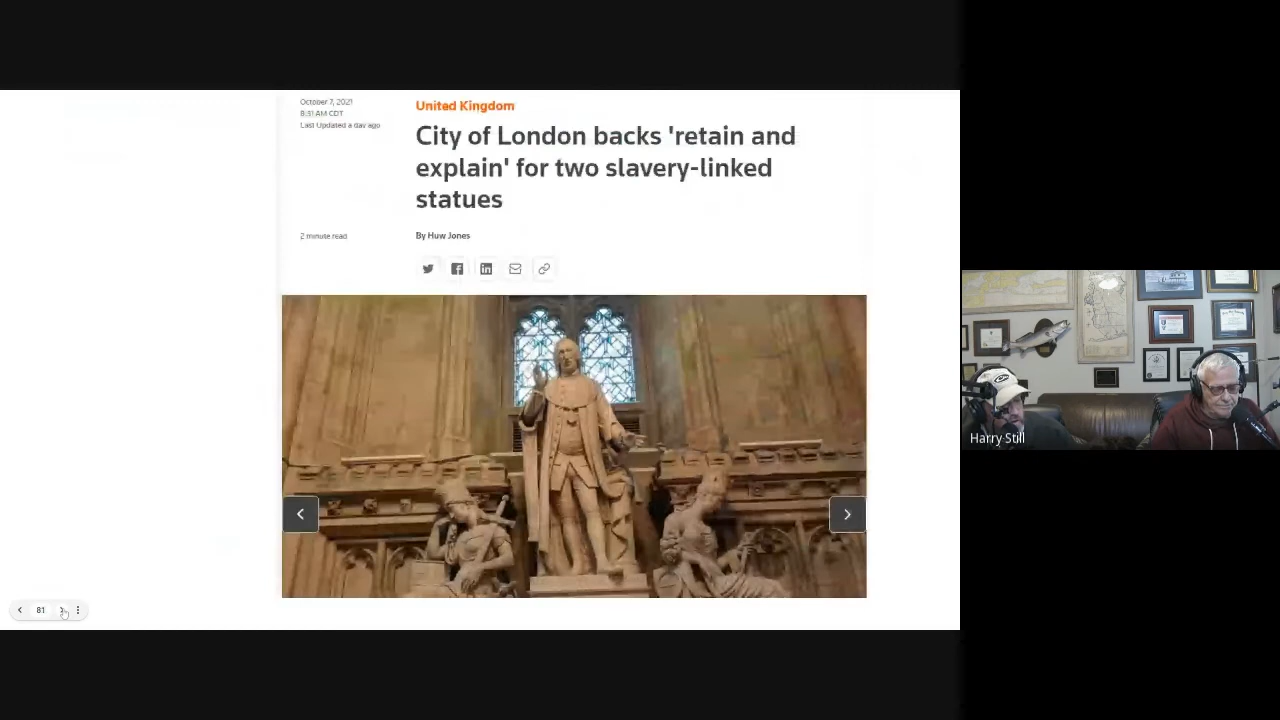 October 7, 2021
8:31 AM CDT
Last Updated a day ago
United Kingdom
City of London backs 'retain and
explain' for two slavery-linked
statues
2 minute read
By Huw Jones
81
Harry Still